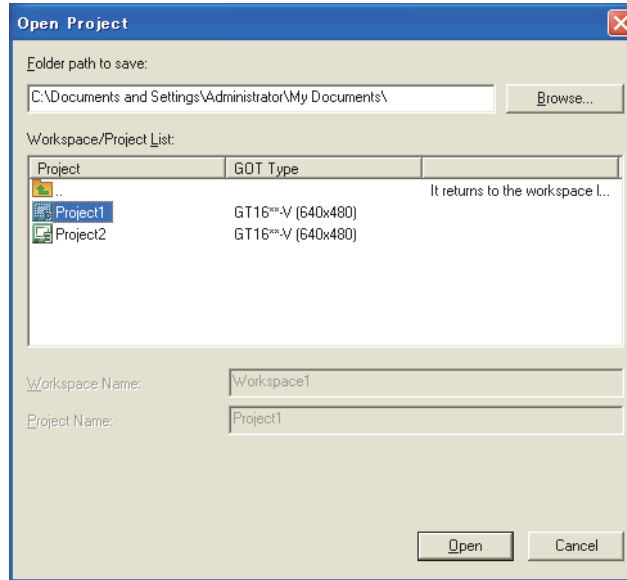 Open Project
Folder path to save:
C:\Documents and Settings\Administrator\My Documents\
Browse...
Workspace/Project List:
Project GOT Type
.. It returns to the workspace l...
Project1 GT16**-V (640x480)
Project2 GT16**-V (640x480)
Workspace Name: Workspace1
Project Name: Project1
Open Cancel